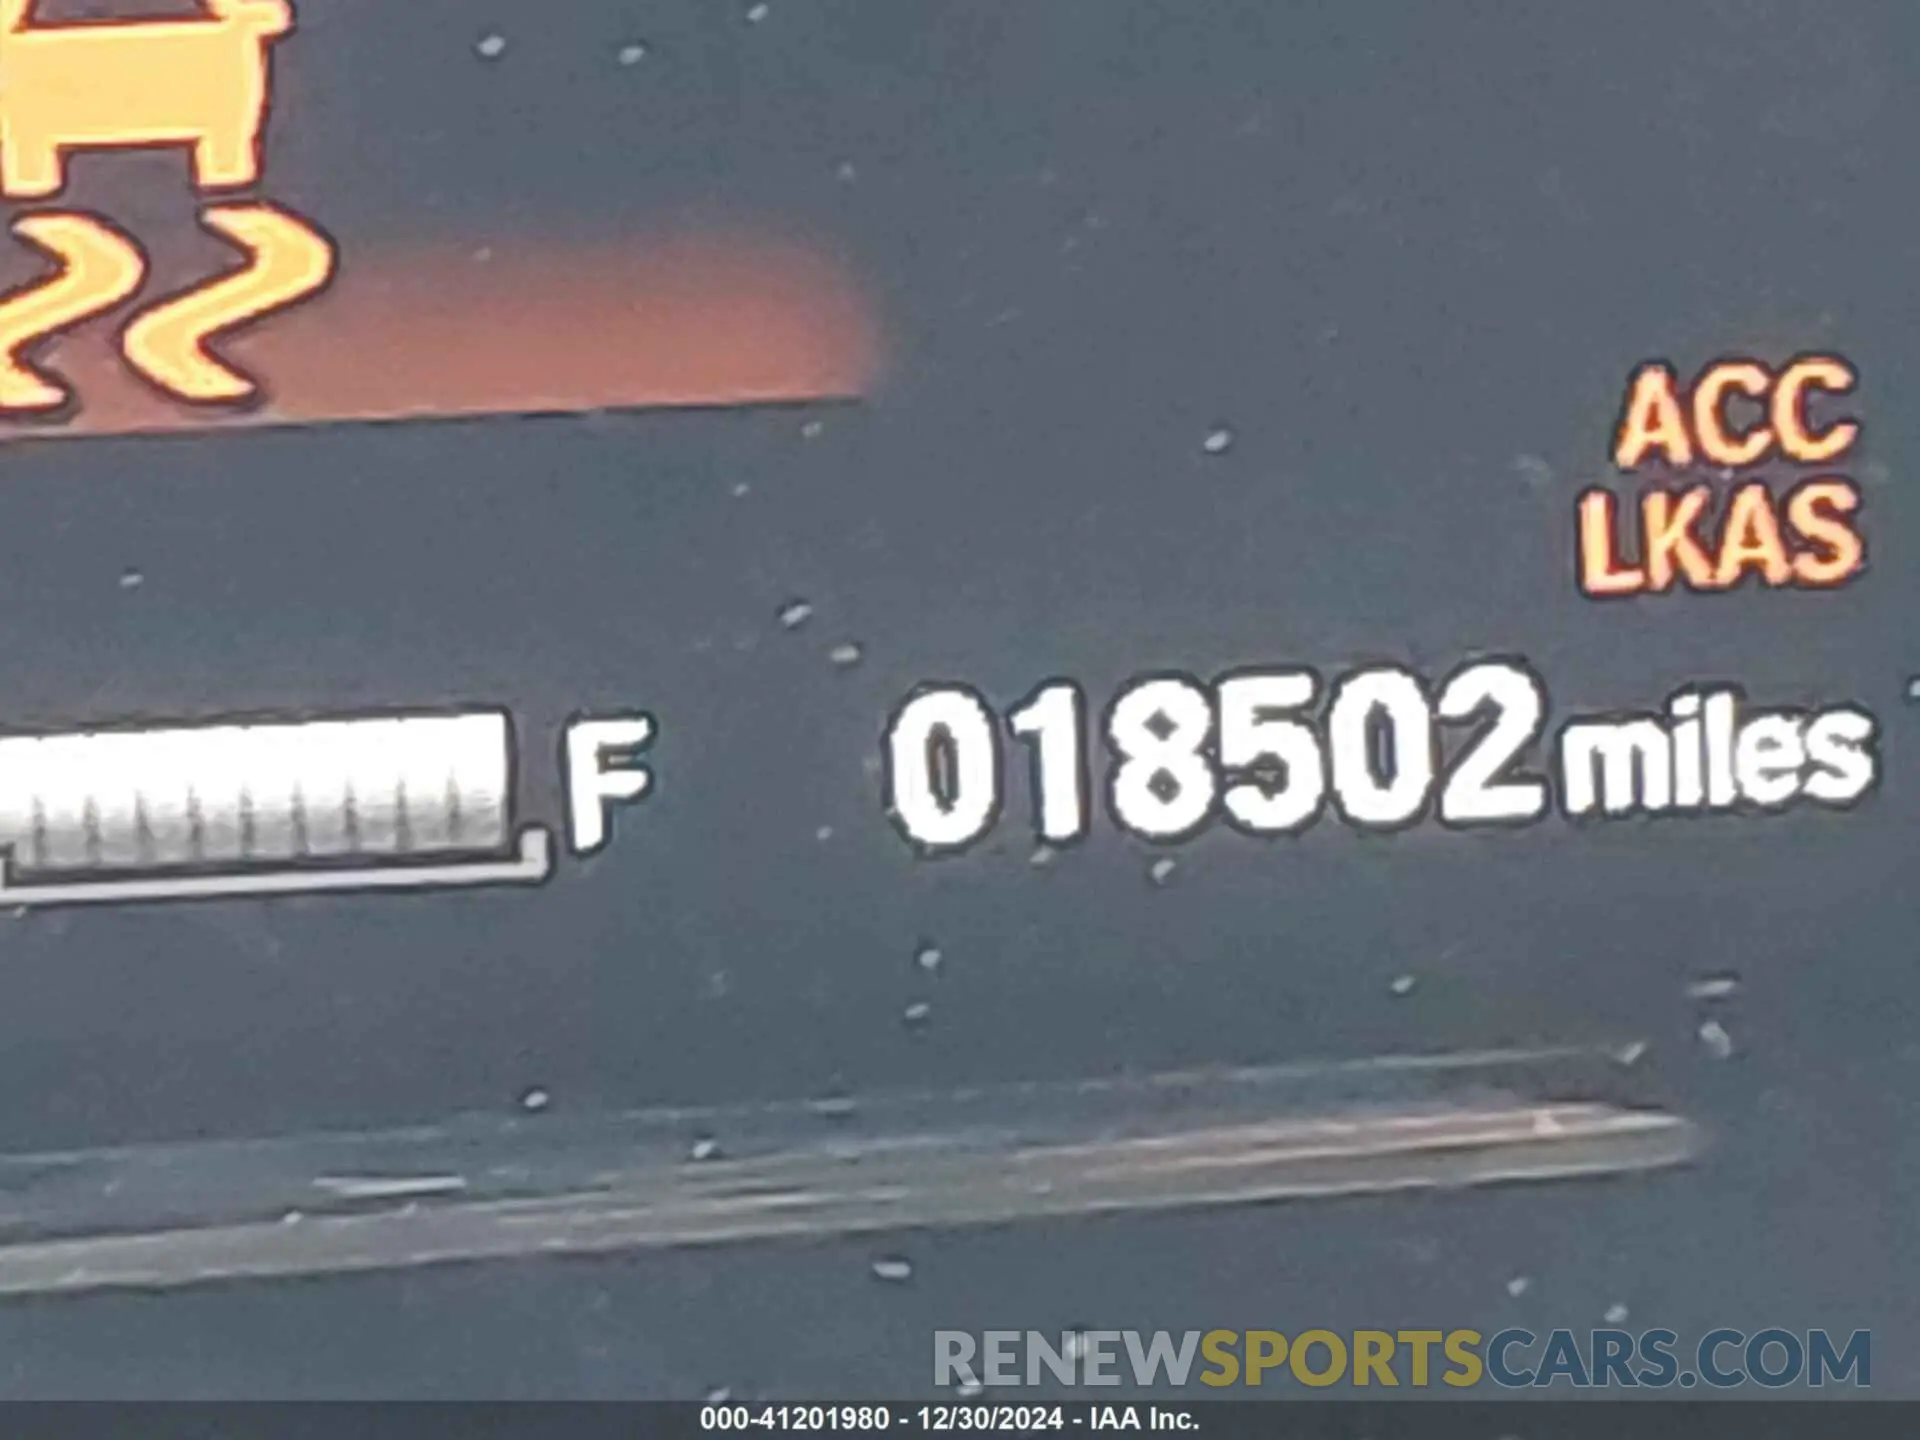 ACC
LKAS
F
018502 miles
RENEWSPORTSCARS.COM
000-41201980 - 12/30/2024 - IAA Inc.